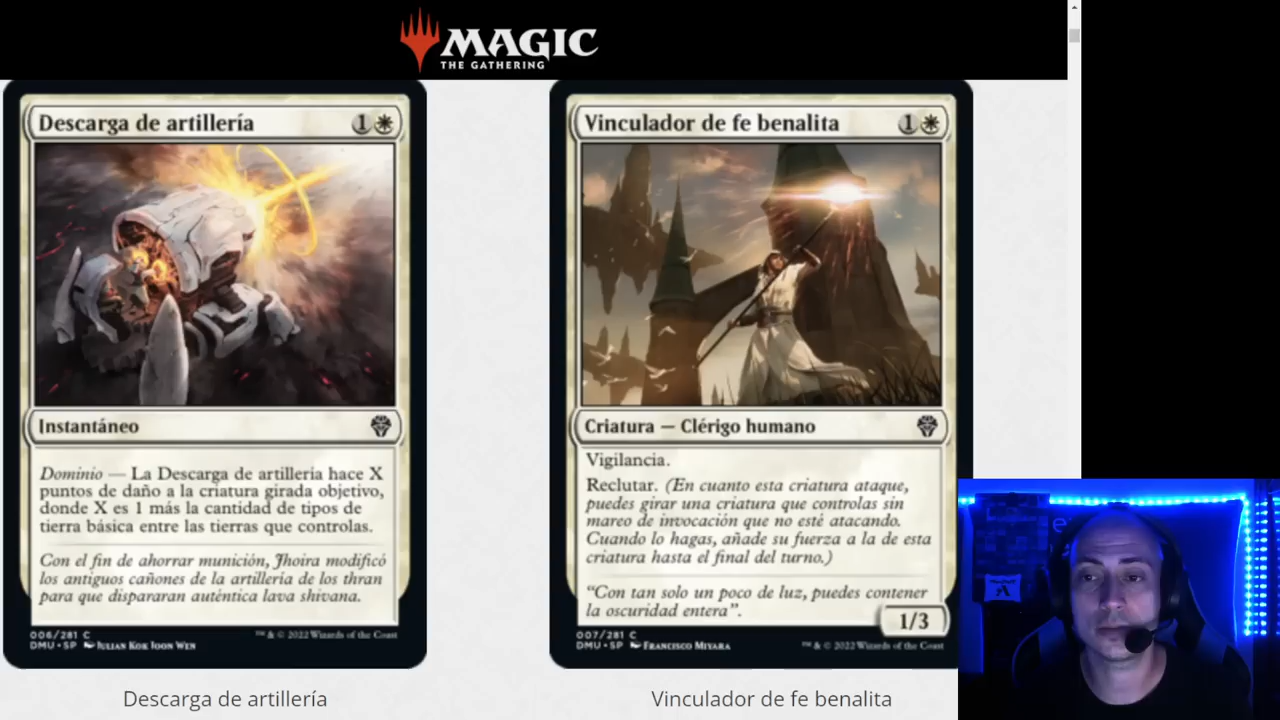 MAGIC
THE GATHERING
Descarga de artillería 1
Instantáneo
Dominio — La Descarga de artillería hace X
puntos de daño a la criatura girada objetivo,
donde X es 1 más la cantidad de tipos de
tierra básica entre las tierras que controlas.
Con el fin de ahorrar munición, Jhoira modificó
los antiguos cañones de la artillería de los thran
para que dispararan auténtica lava shivana.
006/281 C
DMU • SP JULIAN KOK JOON WEN
™ & © 2022 Wizards of the Coast
Descarga de artillería
Vinculador de fe benalita 1
Criatura — Clérigo humano
Vigilancia.
Reclutar. (En cuanto esta criatura ataque,
puedes girar una criatura que controlas sin
mareo de invocación que no esté atacando.
Cuando lo hagas, añade su fuerza a la de esta
criatura hasta el final del turno.)
“Con tan solo un poco de luz, puedes contener
la oscuridad entera”.
1/3
007/281 C
DMU • SP FRANCISCO MIYARA
™ & © 2022 Wizards of the Coast
Vinculador de fe benalita